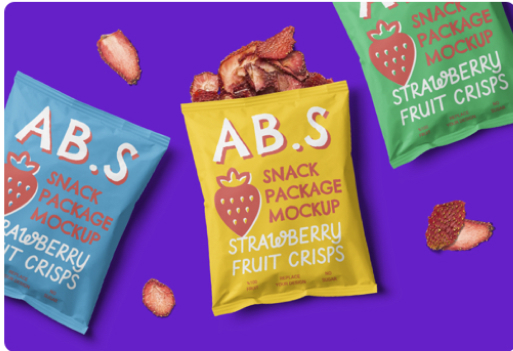 AB.S
SNACK
PACKAGE
MOCKUP
STRAWBERRY
FRUIT CRISPS
AB.S
SNACK
PACKAGE
MOCKUP
STRAWBERRY
FRUIT CRISPS
SNACK
PACKAGE
MOCKUP
STRAWBERRY
FRUIT CRISPS